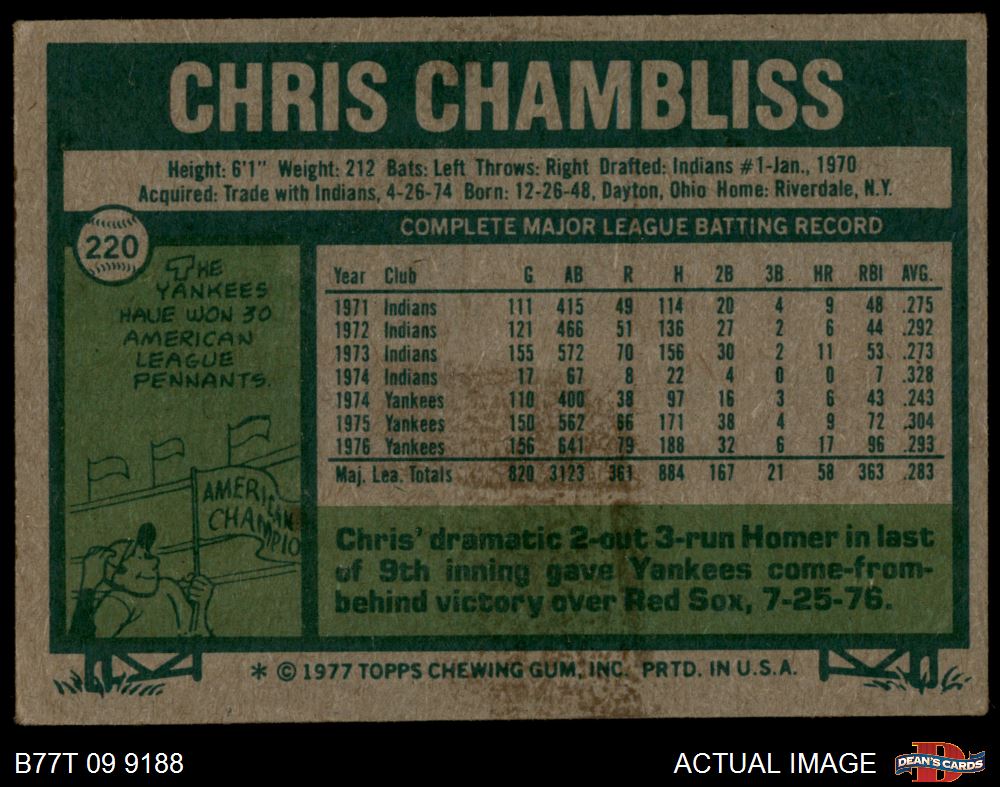 CHRIS CHAMBLISS
Height: 6'1" Weight: 212 Bats: Left Throws: Right Drafted: Indians #1-Jan., 1970
Acquired: Trade with Indians, 4-26-74 Born: 12-26-48, Dayton, Ohio Home: Riverdale, N.Y.
220
COMPLETE MAJOR LEAGUE BATTING RECORD
THE
YANKEES
HAVE WON 30
AMERICAN
LEAGUE
PENNANTS.
AMERICAN
CHAMPIO
Year Club G AB R H 2B 3B HR RBI AVG.
1971 Indians 111 415 49 114 20 4 9 48 .275
1972 Indians 121 466 51 136 27 2 6 44 .292
1973 Indians 155 572 70 156 30 2 11 53 .273
1974 Indians 17 67 8 22 4 0 0 7 .328
1974 Yankees 110 400 38 97 16 3 6 43 .243
1975 Yankees 150 562 66 171 38 4 9 72 .304
1976 Yankees 156 641 79 188 32 6 17 96 .293
Maj. Lea. Totals 820 3123 361 884 167 21 58 363 .283
Chris' dramatic 2-out 3-run Homer in last
of 9th inning gave Yankees come-from-
behind victory over Red Sox, 7-25-76.
* © 1977 TOPPS CHEWING GUM, INC. PRTD. IN U.S.A.
B77T 09 9188
ACTUAL IMAGE
D
DEAN'S CARDS